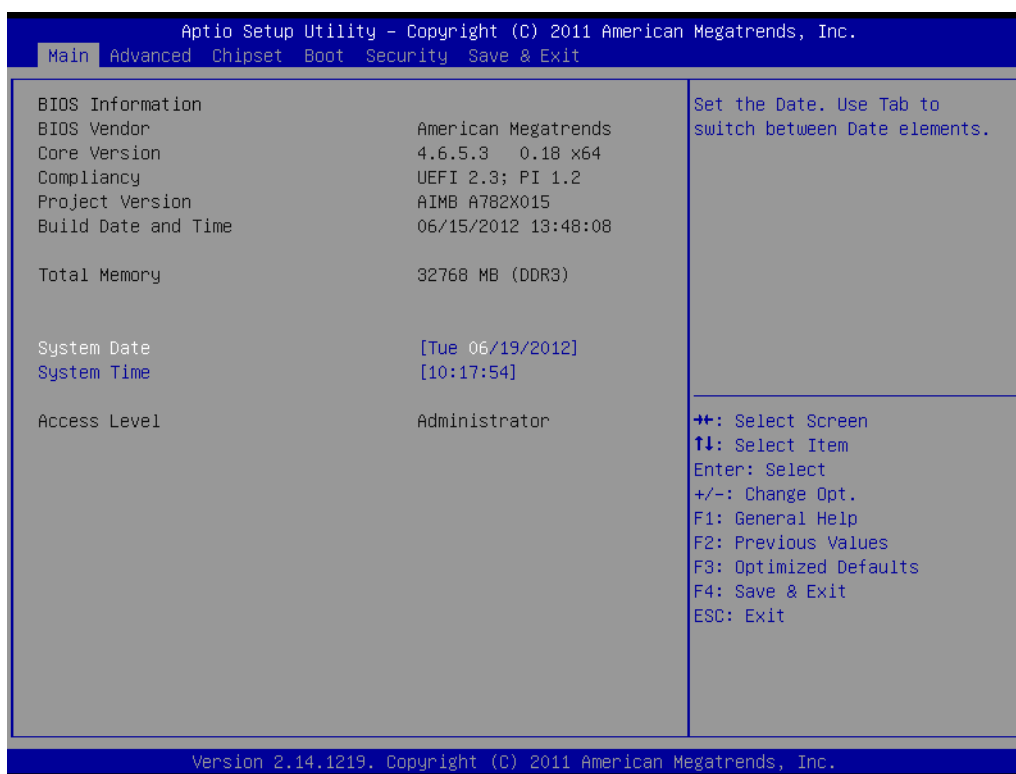 Aptio Setup Utility – Copyright (C) 2011 American Megatrends, Inc.
Main Advanced Chipset Boot Security Save & Exit
BIOS Information
BIOS Vendor American Megatrends
Core Version 4.6.5.3 0.18 x64
Compliancy UEFI 2.3; PI 1.2
Project Version AIMB A782X015
Build Date and Time 06/15/2012 13:48:08
Total Memory 32768 MB (DDR3)
System Date [Tue 06/19/2012]
System Time [10:17:54]
Access Level Administrator
Set the Date. Use Tab to
switch between Date elements.
→←: Select Screen
↑↓: Select Item
Enter: Select
+/-: Change Opt.
F1: General Help
F2: Previous Values
F3: Optimized Defaults
F4: Save & Exit
ESC: Exit
Version 2.14.1219. Copyright (C) 2011 American Megatrends, Inc.